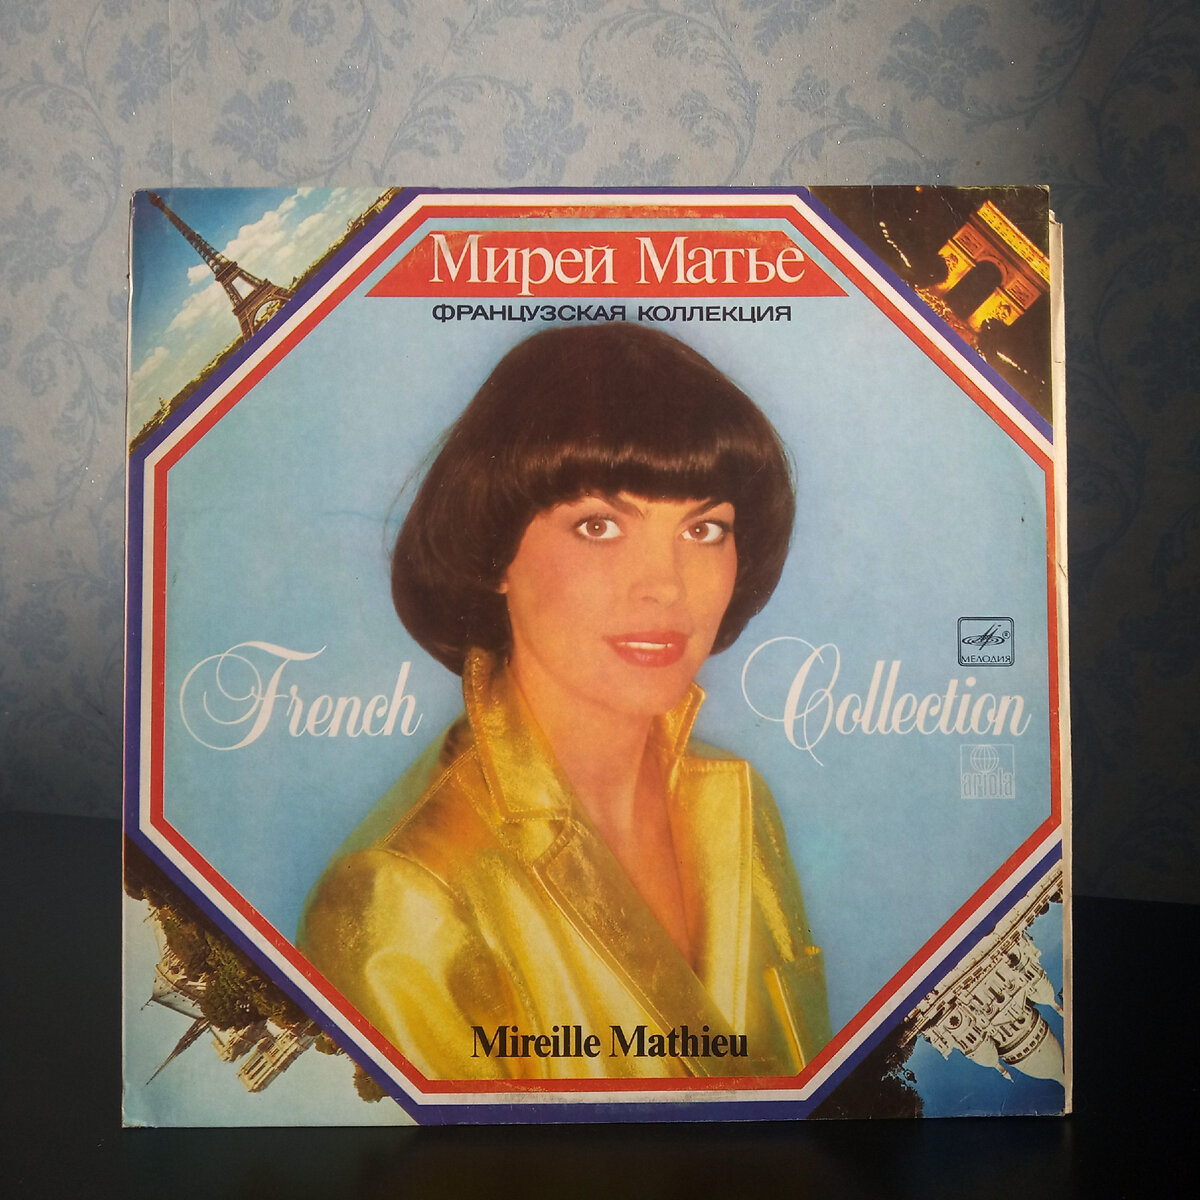 Мирей Матье
ФРАНЦУЗСКАЯ КОЛЛЕКЦИЯ
French Collection
МЕЛОДИЯ ®
ariola
Mireille Mathieu